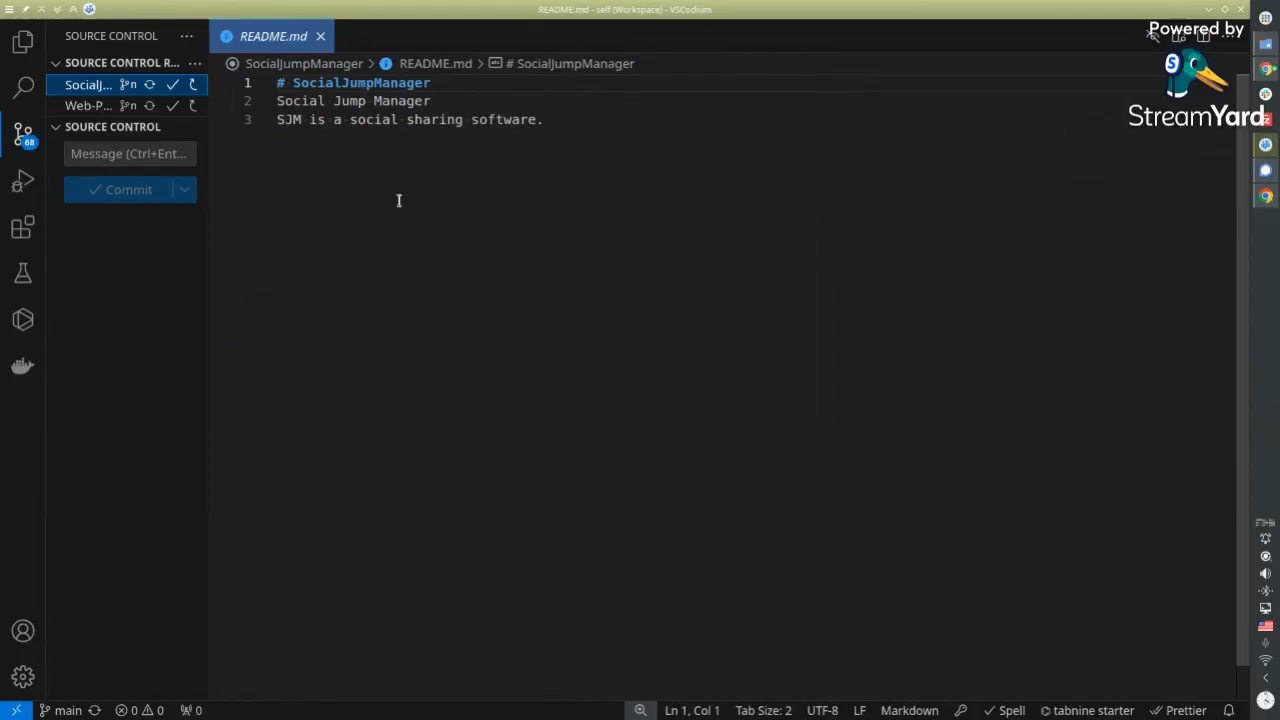 README.md - self (Workspace) - VSCodium
SOURCE CONTROL
README.md
Powered by
StreamYard
SOURCE CONTROL R...
SocialJumpManager > README.md > # SocialJumpManager
SocialJ... n
Web-P... n
SOURCE CONTROL
Message (Ctrl+Ent...
Commit
68
1 # SocialJumpManager
2 Social Jump Manager
3 SJM is a social sharing software.
main 0 0 0 Ln 1, Col 1 Tab Size: 2 UTF-8 LF Markdown Spell tabnine starter Prettier